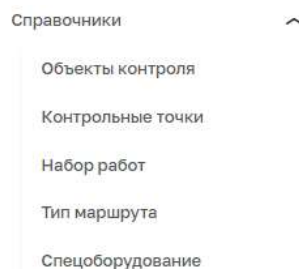 Справочники
Объекты контроля
Контрольные точки
Набор работ
Тип маршрута
Спецоборудование